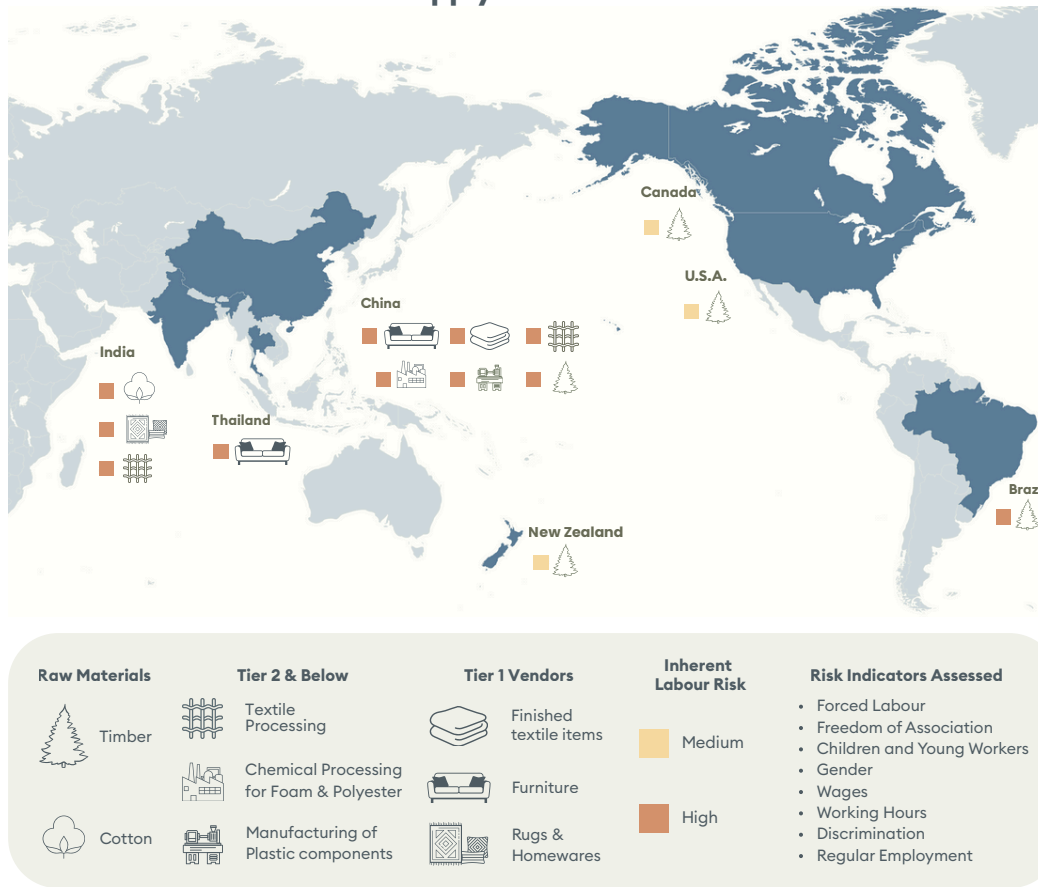 Canada
U.S.A.
China
India
Thailand
New Zealand
Braz
Raw Materials
Timber
Cotton
Tier 2 & Below
Textile
Processing
Chemical Processing
for Foam & Polyester
Manufacturing of
Plastic components
Tier 1 Vendors
Finished
textile items
Furniture
Rugs &
Homewares
Inherent
Labour Risk
Medium
High
Risk Indicators Assessed
• Forced Labour
• Freedom of Association
• Children and Young Workers
• Gender
• Wages
• Working Hours
• Discrimination
• Regular Employment